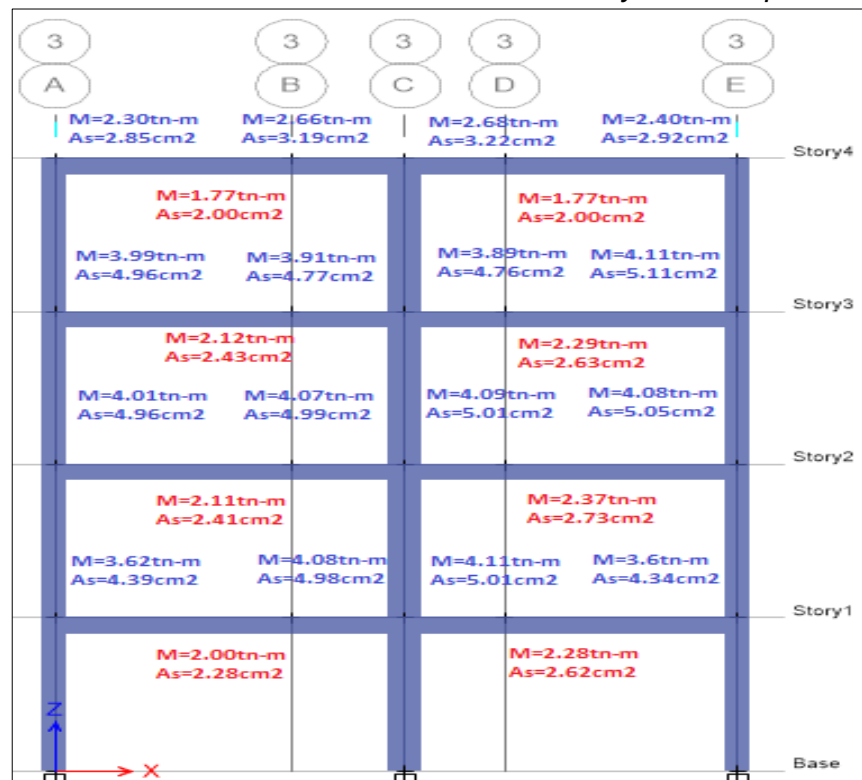 3 3 3 3 3
A B C D E
M=2.30tn-m M=2.66tn-m M=2.68tn-m M=2.40tn-m
As=2.85cm2 As=3.19cm2 As=3.22cm2 As=2.92cm2
Story4
M=1.77tn-m M=1.77tn-m
As=2.00cm2 As=2.00cm2
M=3.99tn-m M=3.91tn-m M=3.89tn-m M=4.11tn-m
As=4.96cm2 As=4.77cm2 As=4.76cm2 As=5.11cm2
Story3
M=2.12tn-m M=2.29tn-m
As=2.43cm2 As=2.63cm2
M=4.01tn-m M=4.07tn-m M=4.09tn-m M=4.08tn-m
As=4.96cm2 As=4.99cm2 As=5.01cm2 As=5.05cm2
Story2
M=2.11tn-m M=2.37tn-m
As=2.41cm2 As=2.73cm2
M=3.62tn-m M=4.08tn-m M=4.11tn-m M=3.6tn-m
As=4.39cm2 As=4.98cm2 As=5.01cm2 As=4.34cm2
Story1
M=2.00tn-m M=2.28tn-m
As=2.28cm2 As=2.62cm2
Z
X
Base